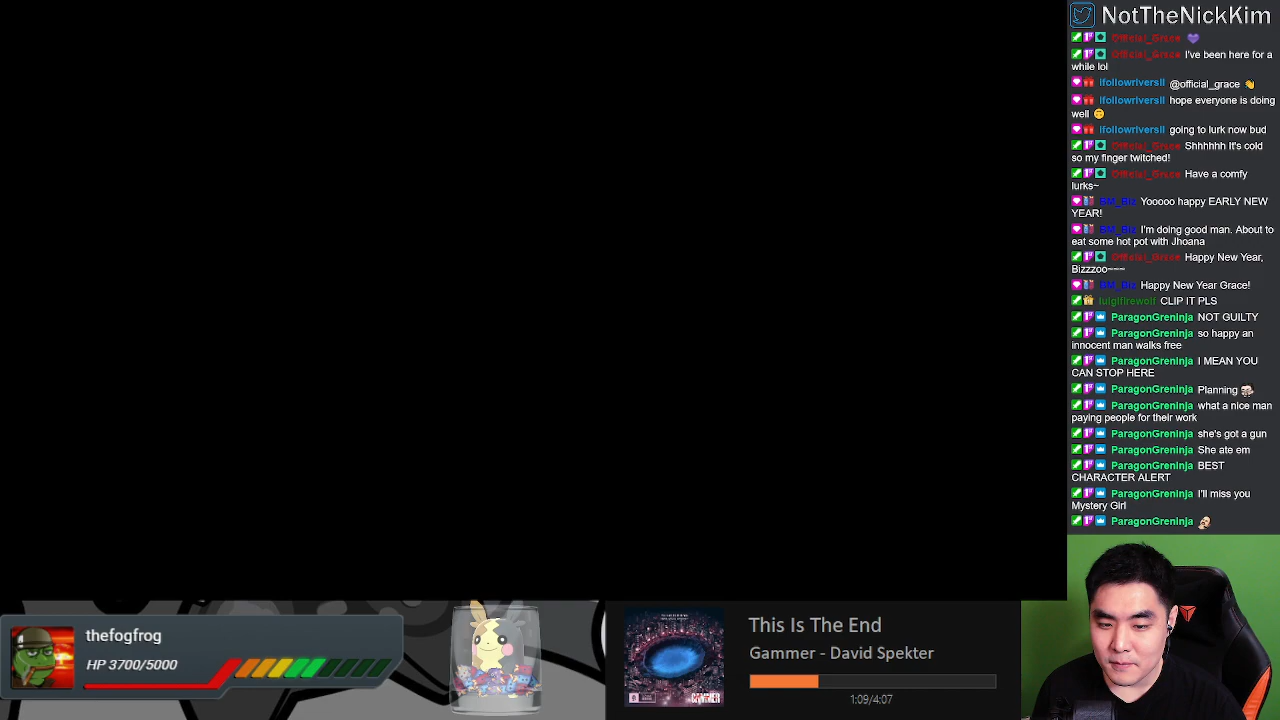 NotTheNickKim
Official_Grace
Official_Grace I've been here for a
while lol
ifollowriversll @official_grace
ifollowriversll hope everyone is doing
well
ifollowriversll going to lurk now bud
Official_Grace Shhhhhh It's cold
so my finger twitched!
Official_Grace Have a comfy
lurks~
BM_Biz Yooooo happy EARLY NEW
YEAR!
BM_Biz I'm doing good man. About to
eat some hot pot with Jhoana
Official_Grace Happy New Year,
Bizzzoo~~~
BM_Biz Happy New Year Grace!
luigifirewolf CLIP IT PLS
ParagonGreninja NOT GUILTY
ParagonGreninja so happy an
innocent man walks free
ParagonGreninja I MEAN YOU
CAN STOP HERE
ParagonGreninja Planning
ParagonGreninja what a nice man
paying people for their work
ParagonGreninja she's got a gun
ParagonGreninja She ate em
ParagonGreninja BEST
CHARACTER ALERT
ParagonGreninja I'll miss you
Mystery Girl
ParagonGreninja
thefogfrog
HP 3700/5000
This Is The End
Gammer - David Spekter
1:09/4:07